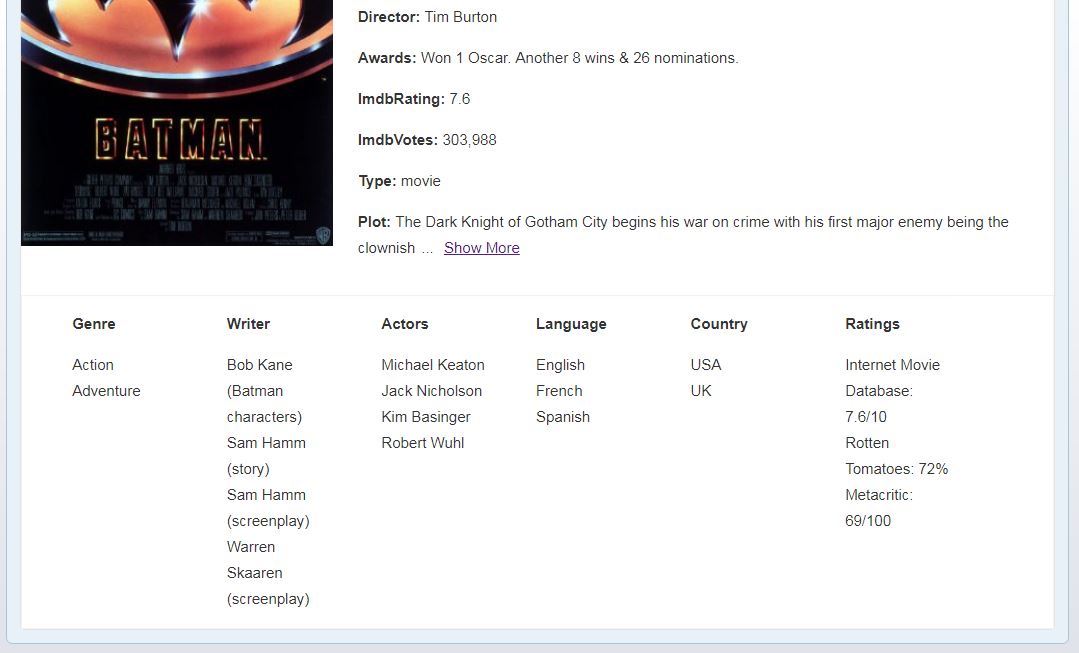 Director: Tim Burton
Awards: Won 1 Oscar. Another 8 wins & 26 nominations.
ImdbRating: 7.6
ImdbVotes: 303,988
Type: movie
Plot: The Dark Knight of Gotham City begins his war on crime with his first major enemy being the
clownish ... Show More
BATMAN
Genre
Action
Adventure
Writer
Bob Kane
(Batman
characters)
Sam Hamm
(story)
Sam Hamm
(screenplay)
Warren
Skaaren
(screenplay)
Actors
Michael Keaton
Jack Nicholson
Kim Basinger
Robert Wuhl
Language
English
French
Spanish
Country
USA
UK
Ratings
Internet Movie
Database:
7.6/10
Rotten
Tomatoes: 72%
Metacritic:
69/100